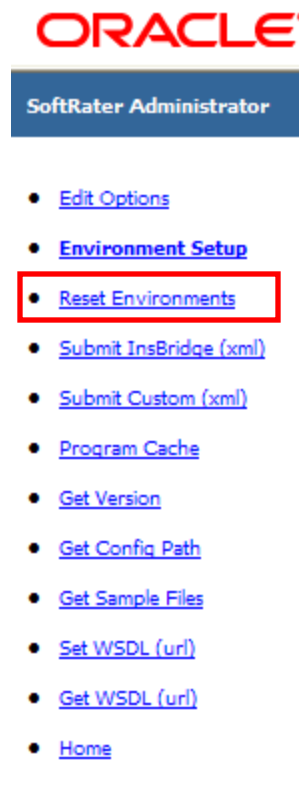 ORACLE
SoftRater Administrator
Edit Options
Environment Setup
Reset Environments
Submit InsBridge (xml)
Submit Custom (xml)
Program Cache
Get Version
Get Config Path
Get Sample Files
Set WSDL (url)
Get WSDL (url)
Home